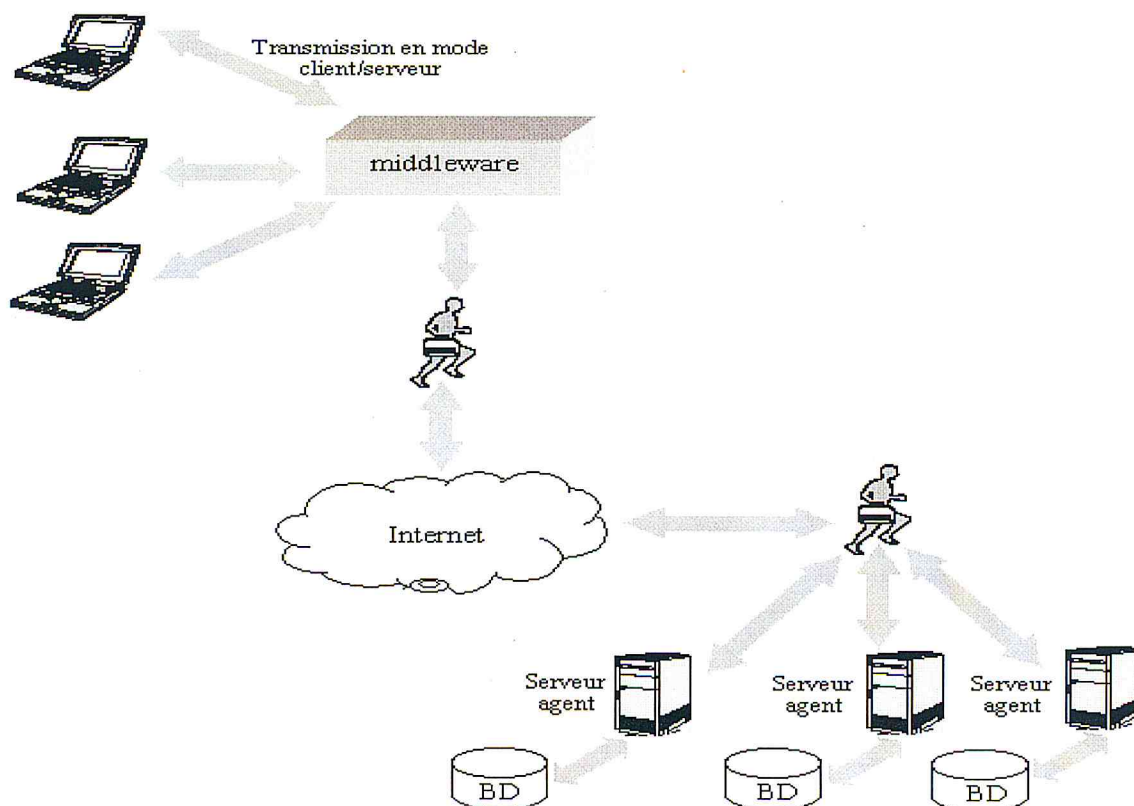 Transmission en mode
client/serveur
middleware
Internet
Serveur
agent
Serveur
agent
Serveur
agent
BD
BD
BD